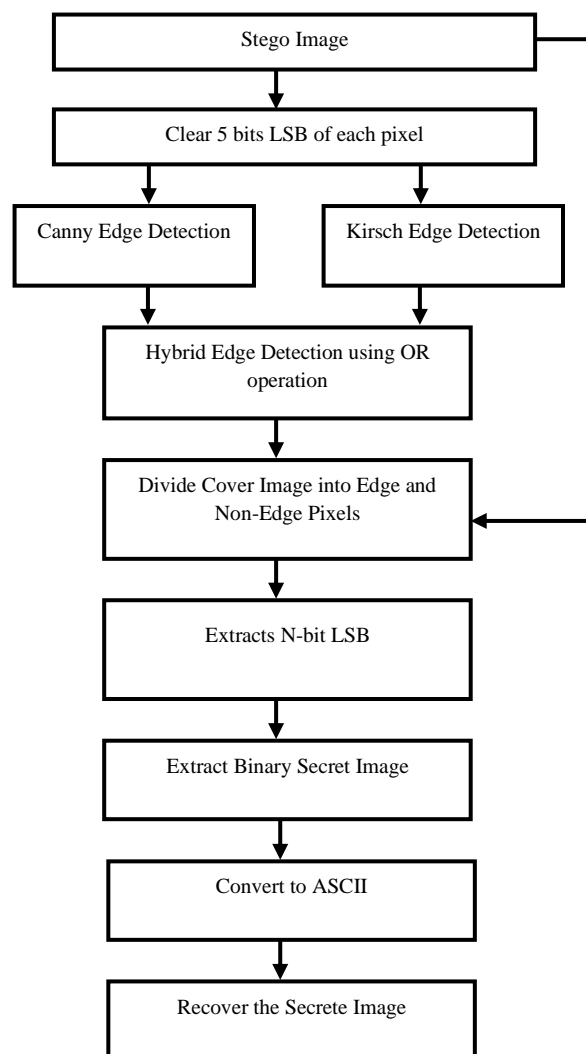 Stego Image
Clear 5 bits LSB of each pixel
Canny Edge Detection
Kirsch Edge Detection
Hybrid Edge Detection using OR
operation
Divide Cover Image into Edge and
Non-Edge Pixels
Extracts N-bit LSB
Extract Binary Secret Image
Convert to ASCII
Recover the Secrete Image